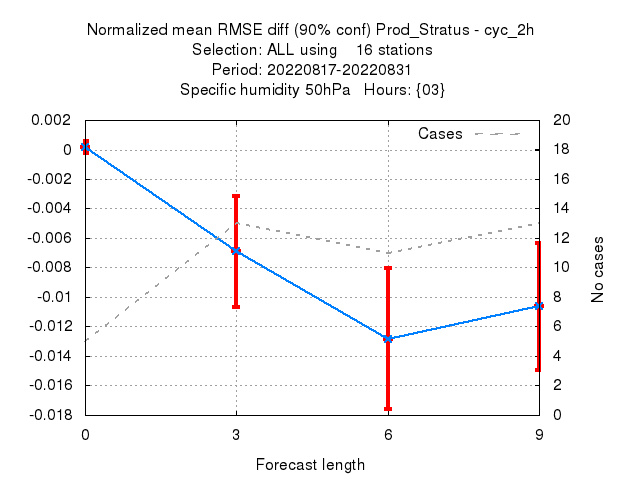 Normalized mean RMSE diff (90% conf) Prod_Stratus - cyc_2h
Selection: ALL using    16 stations
Period: 20220817-20220831
Specific humidity 50hPa   Hours: {03}
Cases
0.002
0
-0.002
-0.004
-0.006
-0.008
-0.01
-0.012
-0.014
-0.016
-0.018
20
18
16
14
12
10
8
6
4
2
0
No cases
0 3 6 9
Forecast length